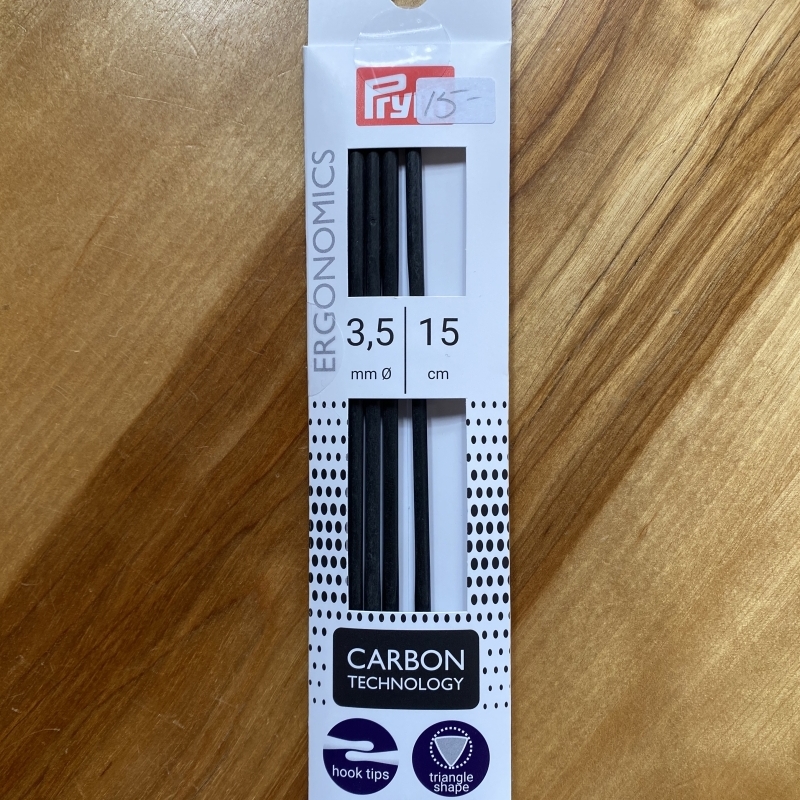 Pry
15-
ERGONOMICS
3,5 15
mm Ø cm
CARBON
TECHNOLOGY
hook tips
triangle
shape